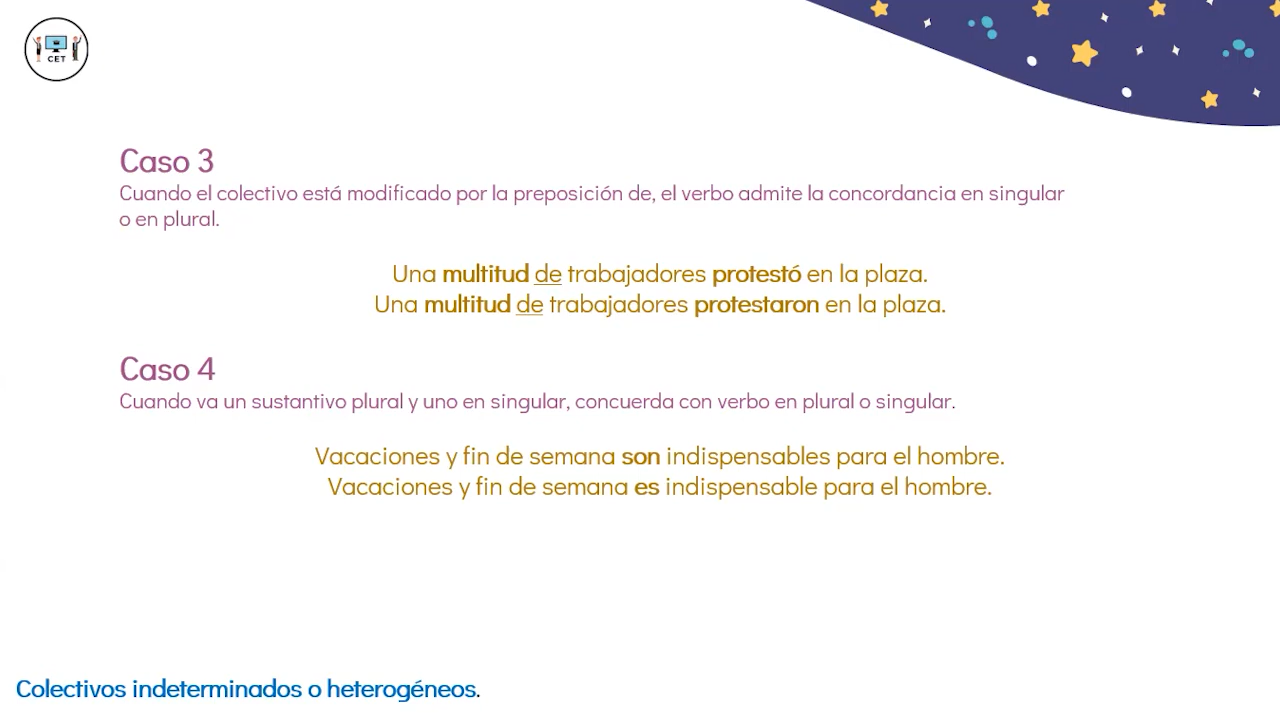 CET
Caso 3
Cuando el colectivo está modificado por la preposición de, el verbo admite la concordancia en singular
o en plural.
Una multitud de trabajadores protestó en la plaza.
Una multitud de trabajadores protestaron en la plaza.
Caso 4
Cuando va un sustantivo plural y uno en singular, concuerda con verbo en plural o singular.
Vacaciones y fin de semana son indispensables para el hombre.
Vacaciones y fin de semana es indispensable para el hombre.
Colectivos indeterminados o heterogéneos.